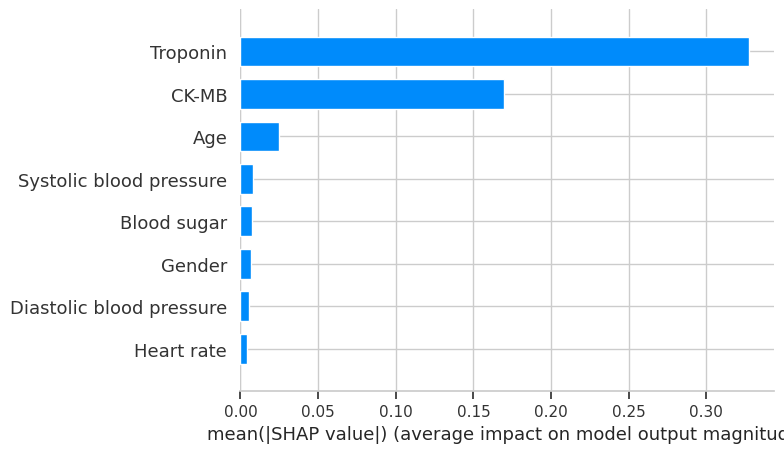 Troponin
CK-MB
Age
Systolic blood pressure
Blood sugar
Gender
Diastolic blood pressure
Heart rate
0.00 0.05 0.10 0.15 0.20 0.25 0.30
mean(|SHAP value|) (average impact on model output magnitud